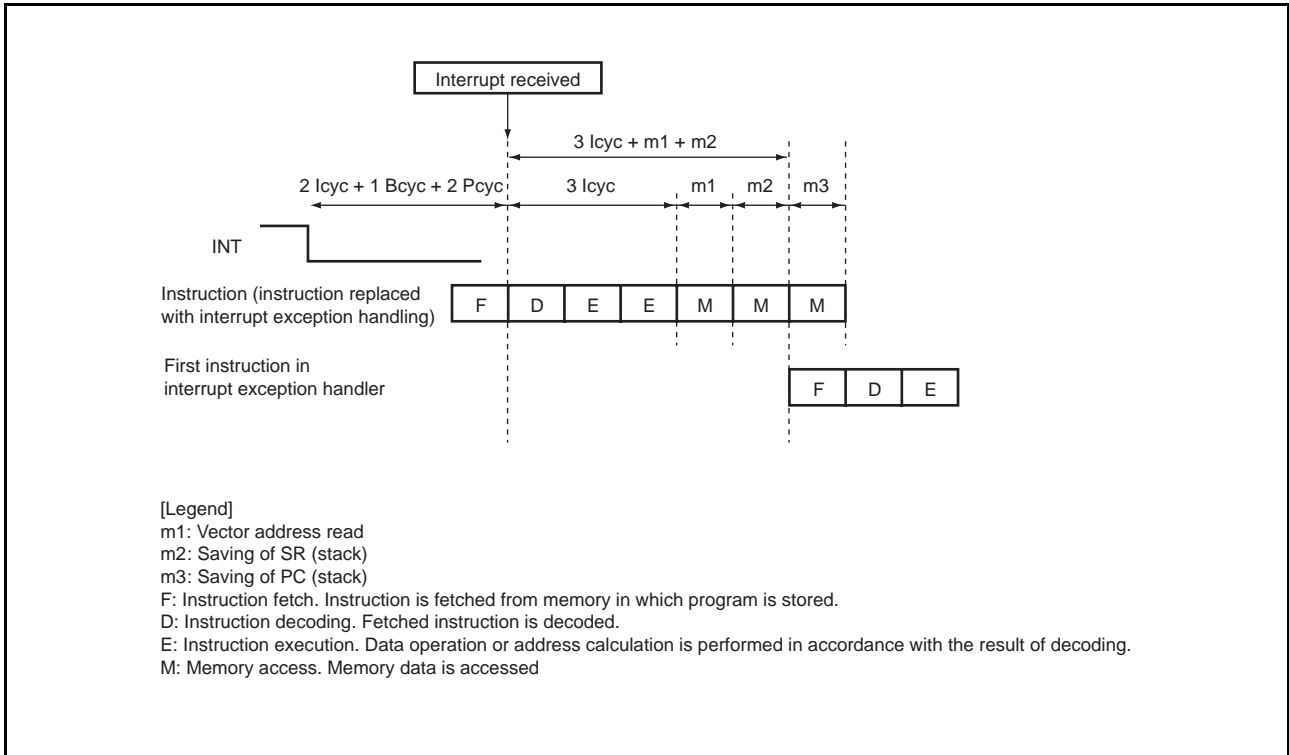 Interrupt received
3 Icyc + m1 + m2
2 Icyc + 1 Bcyc + 2 Pcyc
3 Icyc
m1
m2
m3
INT
Instruction (instruction replaced
with interrupt exception handling)
F D E E M M M
First instruction in
interrupt exception handler
F D E
[Legend]
m1: Vector address read
m2: Saving of SR (stack)
m3: Saving of PC (stack)
F: Instruction fetch. Instruction is fetched from memory in which program is stored.
D: Instruction decoding. Fetched instruction is decoded.
E: Instruction execution. Data operation or address calculation is performed in accordance with the result of decoding.
M: Memory access. Memory data is accessed